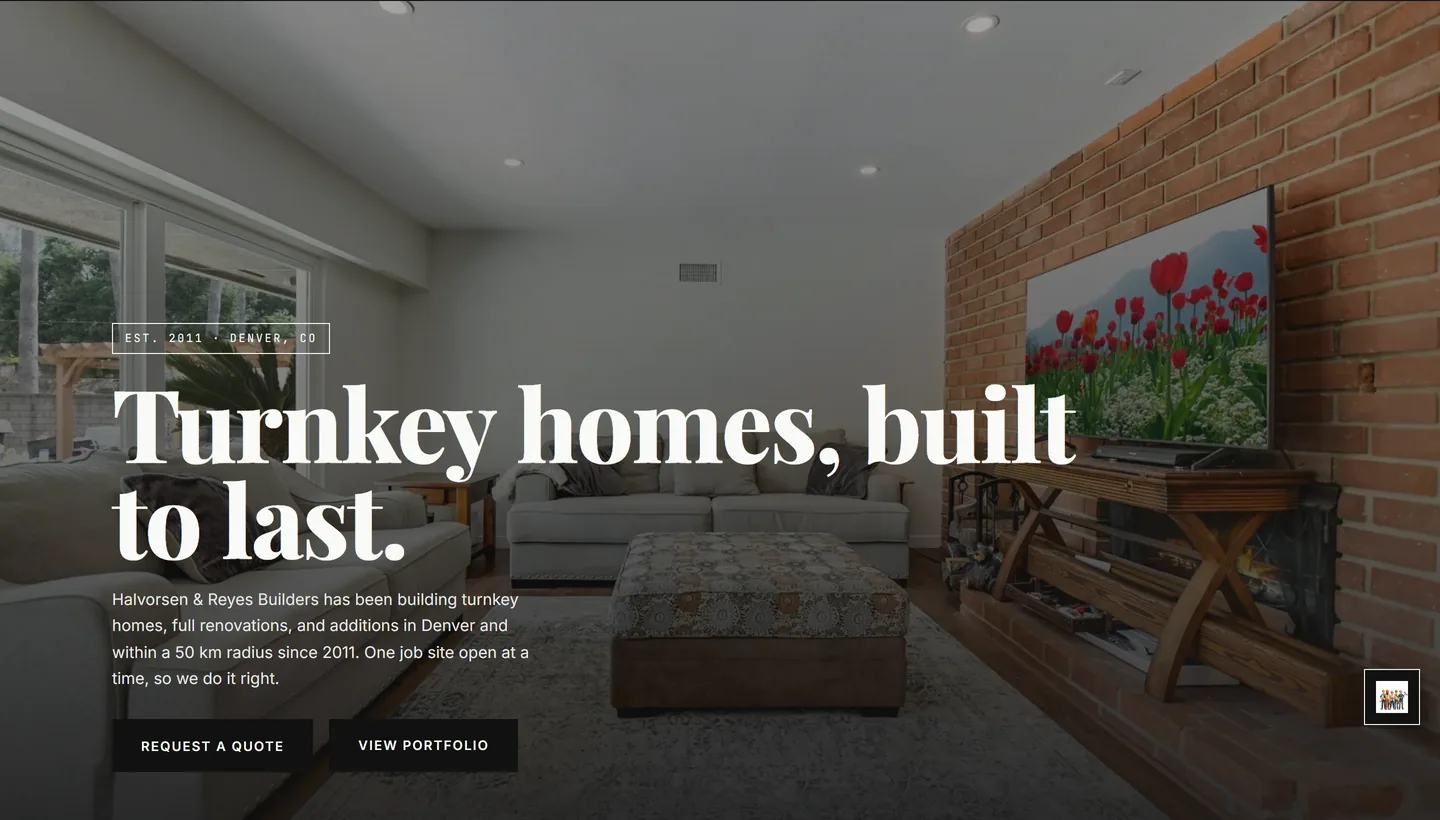 EST. 2011 · DENVER, CO
Turnkey homes, built
to last.
Halvorsen & Reyes Builders has been building turnkey
homes, full renovations, and additions in Denver and
within a 50 km radius since 2011. One job site open at a
time, so we do it right.
REQUEST A QUOTE
VIEW PORTFOLIO